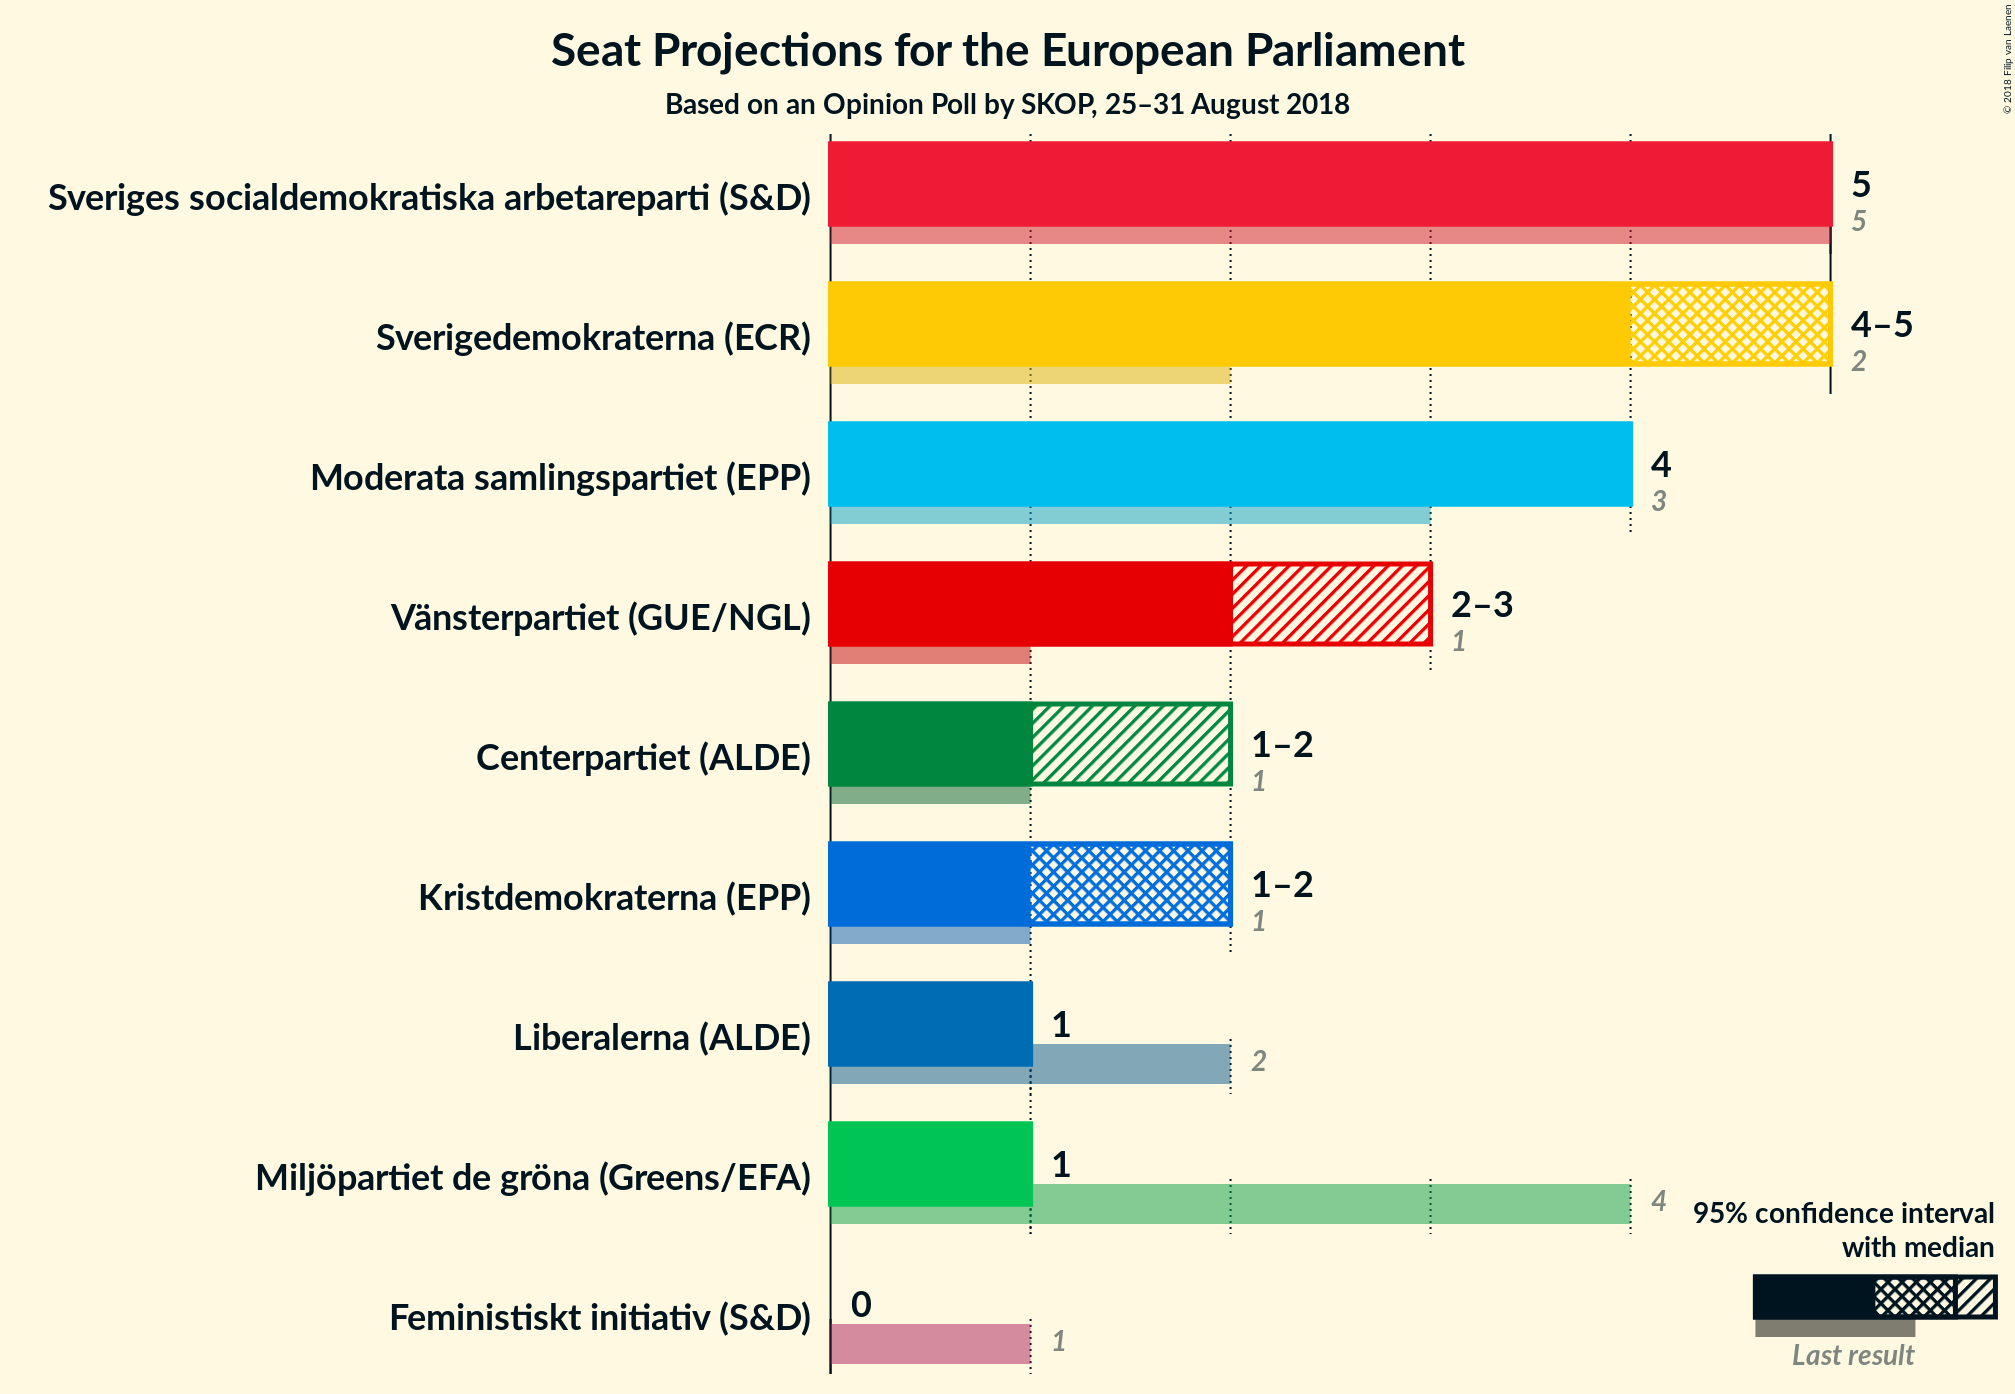 Seat Projections for the European Parliament
Based on an Opinion Poll by SKOP, 25–31 August 2018
© 2018 Filip van Laenen
Sveriges socialdemokratiska arbetareparti (S&D)
5
5
Sverigedemokraterna (ECR)
4–5
2
Moderata samlingspartiet (EPP)
4
3
Vänsterpartiet (GUE/NGL)
2–3
1
Centerpartiet (ALDE)
1–2
1
Kristdemokraterna (EPP)
1–2
1
Liberalerna (ALDE)
1
2
Miljöpartiet de gröna (Greens/EFA)
1
4
Feministiskt initiativ (S&D)
0
1
95% confidence interval
with median
Last result